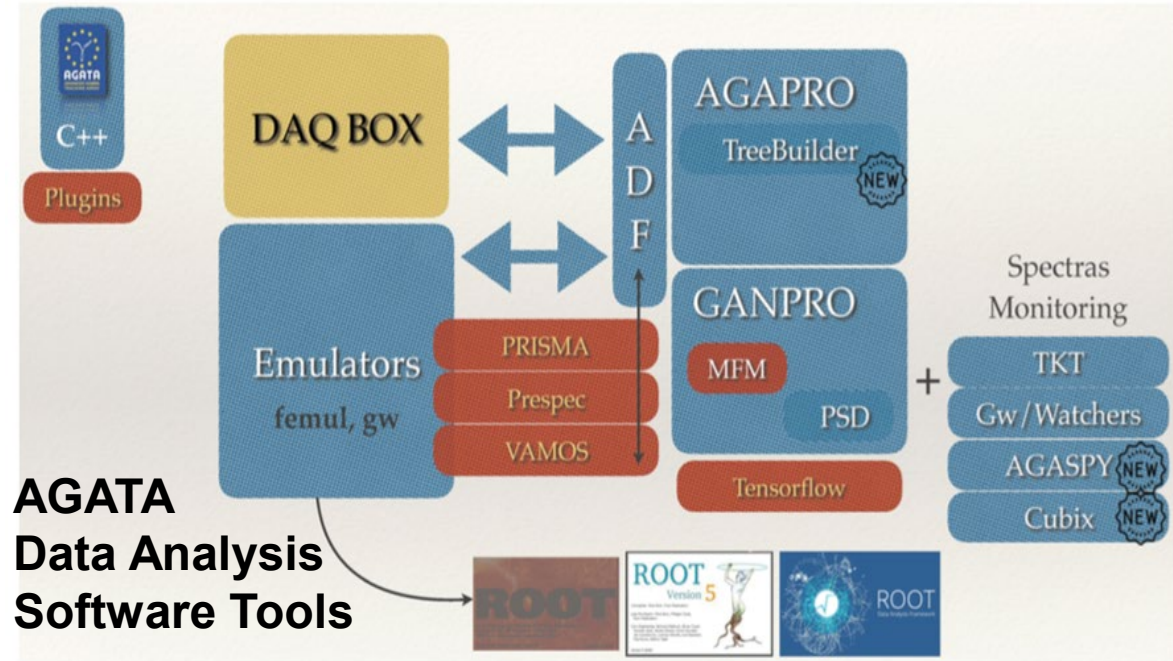 AGATA
C++
Plugins
DAQ BOX
Emulators
femul, gw
PRISMA
Prespec
VAMOS
A
D
F
AGAPRO
TreeBuilder
NEW
GANPRO
MFM
PSD
Tensorflow
+
Spectras
Monitoring
TKT
Gw/Watchers
AGASPY
NEW
Cubix
NEW
AGATA
Data Analysis
Software Tools
ROOT
ROOT
Version 5
ROOT
Data Analysis Framework